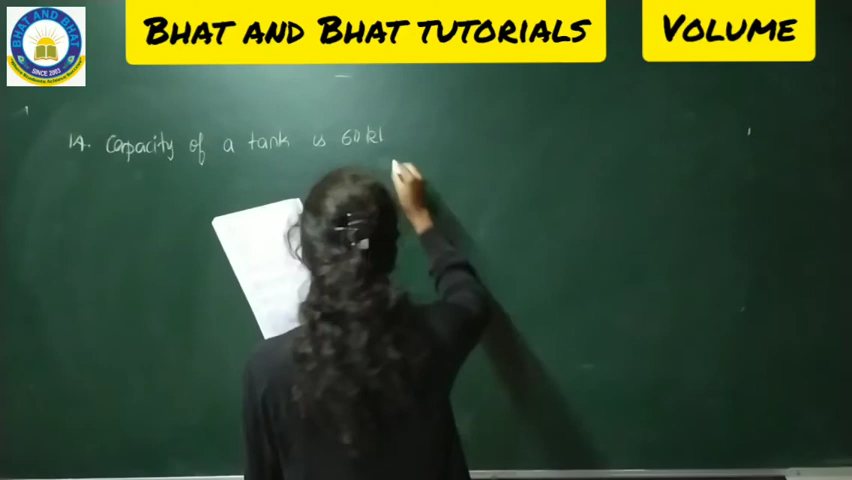 BHAT AND BHAT TUTORIALS
VOLUME
BHAT AND BHAT
SINCE 2003
14. Capacity of a tank is 60 kl